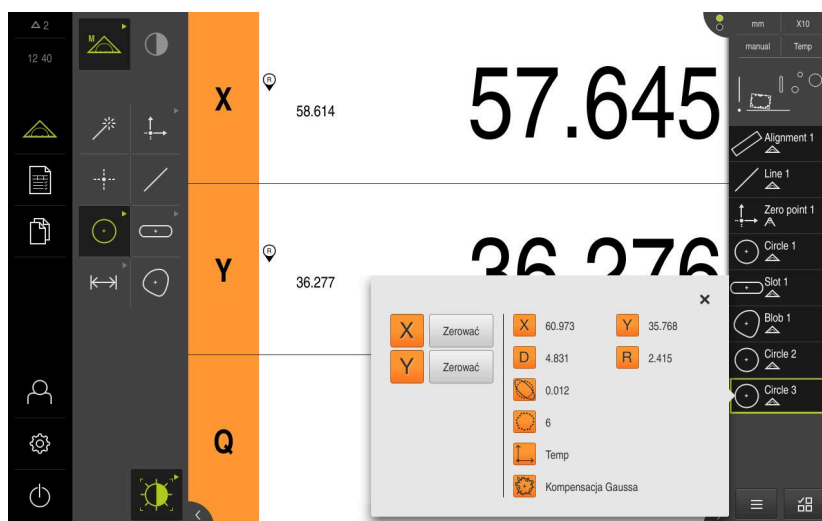 2
12 40
M
X
R
58.614
57.645
Y
R
36.277
36.276
Q
X Zerować
Y Zerować
X 60.973 Y 35.768
D 4.831 R 2.415
0.012
6
Temp
Kompensacja Gaussa
mm X10
manual Temp
Alignment 1
Line 1
Zero point 1
Circle 1
Slot 1
Blob 1
Circle 2
Circle 3